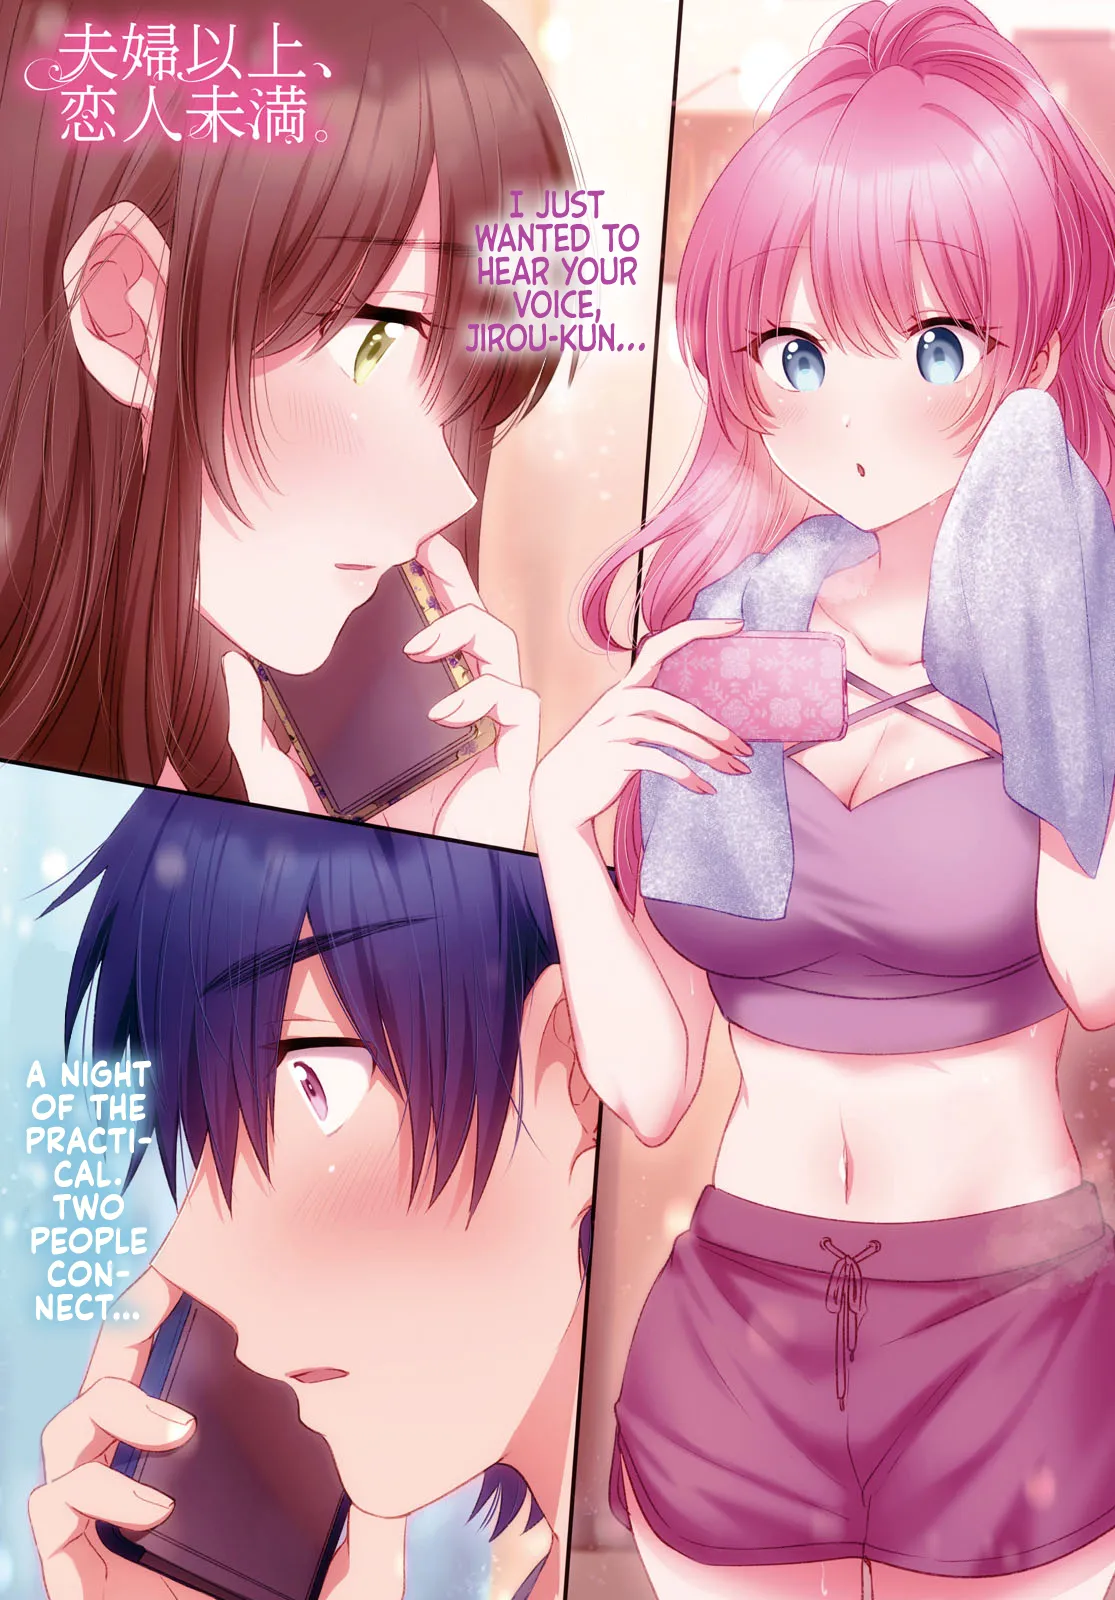 夫婦以上、
恋人未満。
I JUST
WANTED TO
HEAR YOUR
VOICE,
JIROU-KUN...
A NIGHT
OF THE
PRACTI-
CAL.
TWO
PEOPLE
CON-
NECT...